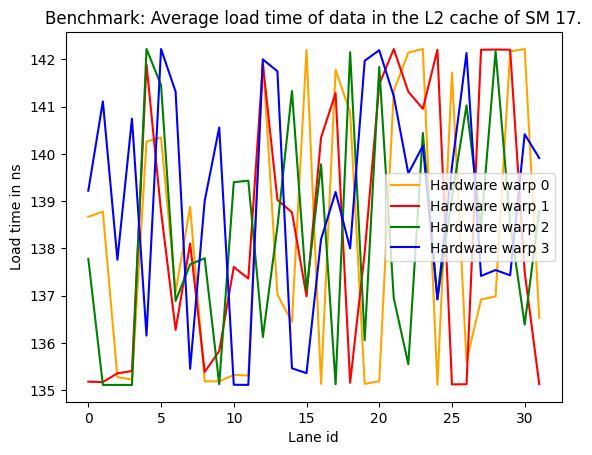 Benchmark: Average load time of data in the L2 cache of SM 17.
Load time in ns
142
141
140
139
138
137
136
135
Hardware warp 0
Hardware warp 1
Hardware warp 2
Hardware warp 3
0 5 10 15 20 25 30
Lane id